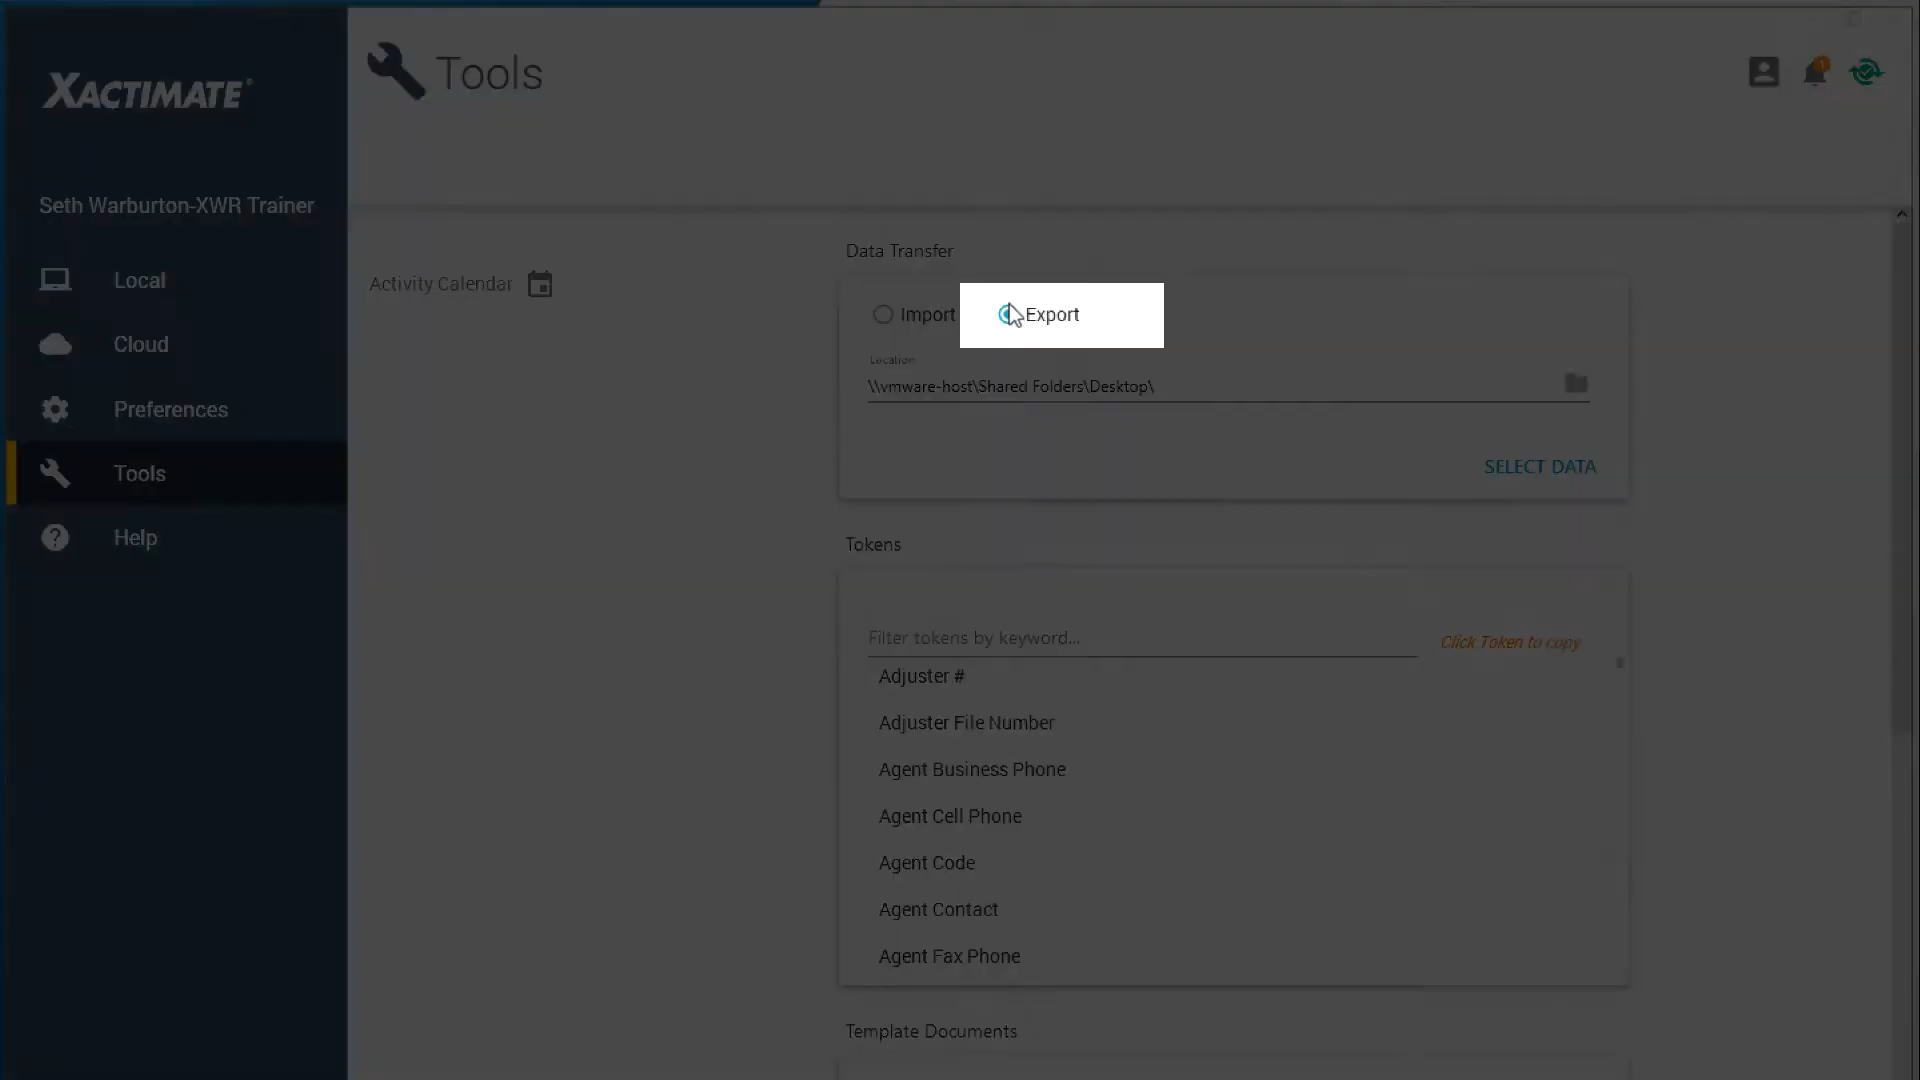 XACTIMATE
Tools
1
Seth Warburton-XWR Trainer
Local
Cloud
Preferences
Tools
Help
Activity Calendar
Data Transfer
Import
Export
Location
\\vmware-host\Shared Folders\Desktop\
SELECT DATA
Tokens
Filter tokens by keyword...
Click Token to copy
Adjuster #
Adjuster File Number
Agent Business Phone
Agent Cell Phone
Agent Code
Agent Contact
Agent Fax Phone
Template Documents